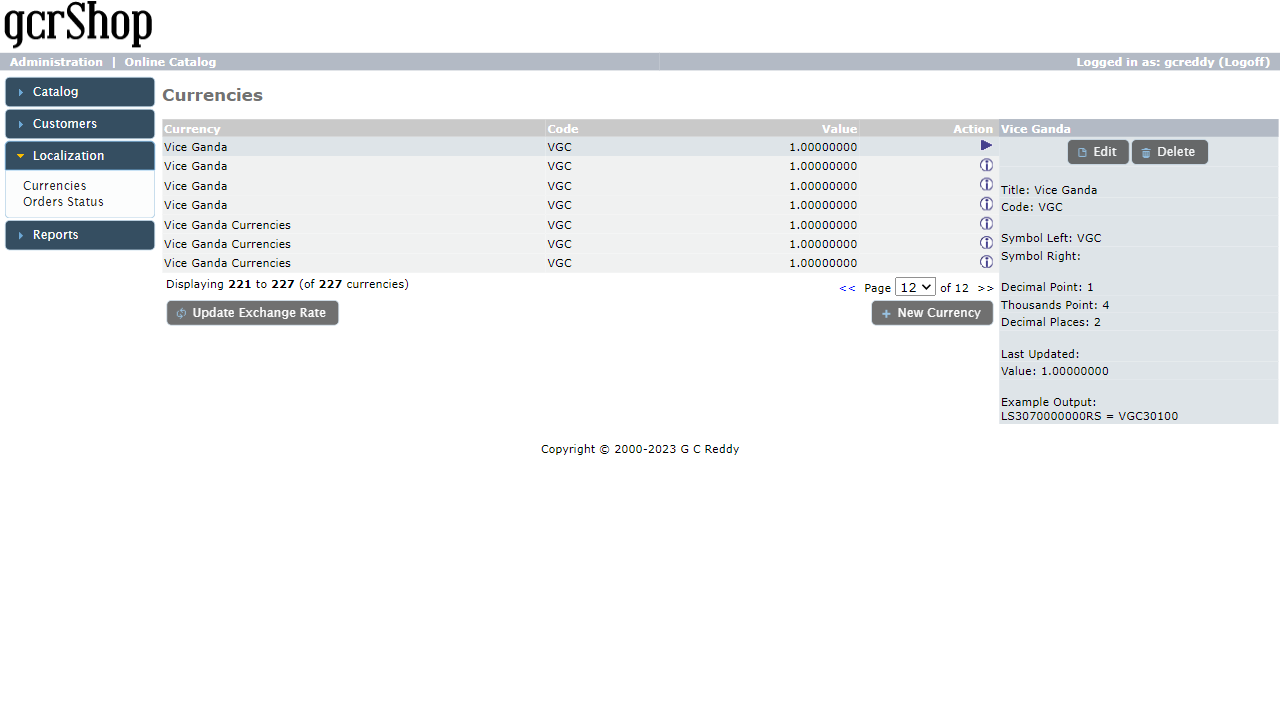 gcrShop
Administration | Online Catalog
Logged in as: gcreddy (Logoff)
Catalog
Customers
Localization
Currencies
Orders Status
Reports
Currencies
Currency Code Value Action
Vice Ganda VGC 1.00000000
Vice Ganda VGC 1.00000000
Vice Ganda VGC 1.00000000
Vice Ganda VGC 1.00000000
Vice Ganda Currencies VGC 1.00000000
Vice Ganda Currencies VGC 1.00000000
Vice Ganda Currencies VGC 1.00000000
Displaying 221 to 227 (of 227 currencies)
<< Page 12 of 12 >>
Update Exchange Rate
New Currency
Vice Ganda
Edit Delete
Title: Vice Ganda
Code: VGC
Symbol Left: VGC
Symbol Right:
Decimal Point: 1
Thousands Point: 4
Decimal Places: 2
Last Updated:
Value: 1.00000000
Example Output:
LS3070000000RS = VGC30100
Copyright © 2000-2023 G C Reddy